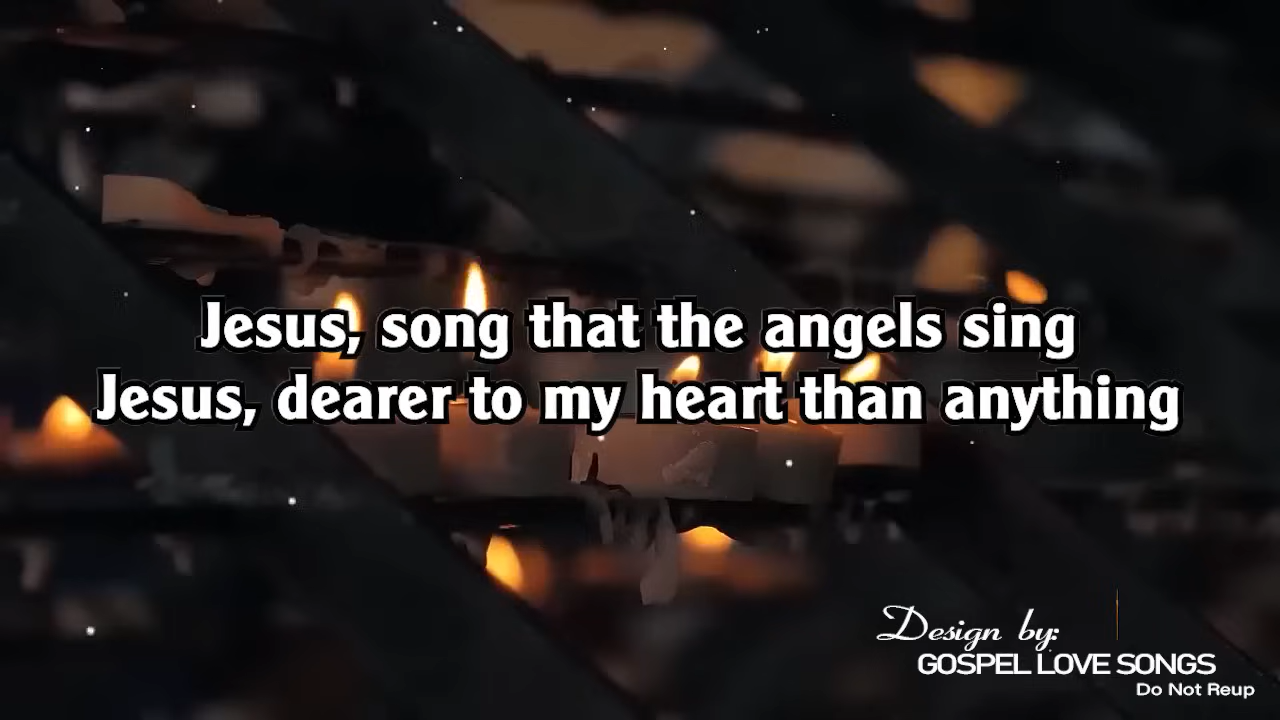 Jesus, song that the angels sing
Jesus, dearer to my heart than anything
Design by:
GOSPEL LOVE SONGS
Do Not Reup